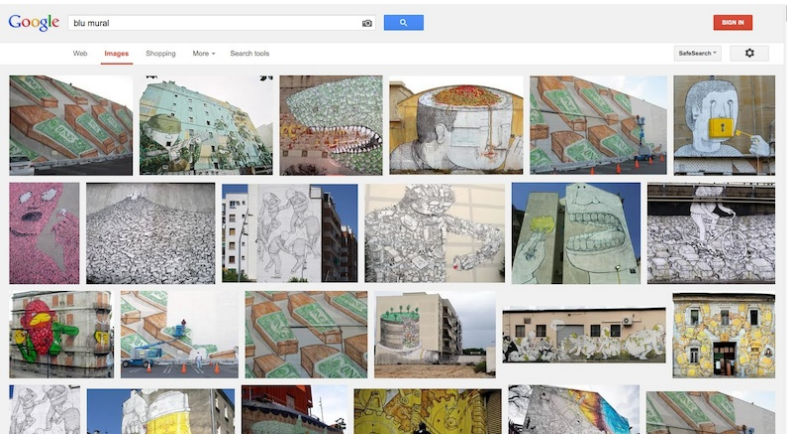 Google blu mural SIGN IN
Web Images Shopping More Search tools SafeSearch